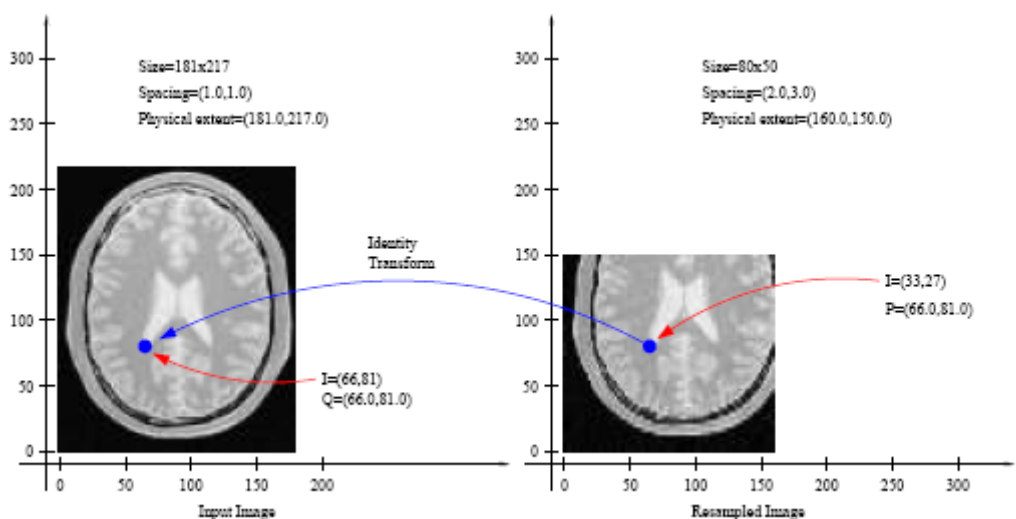 300
250
200
150
100
50
0
Size=181x217
Spacing=(1.0,1.0)
Physical extent=(181.0,217.0)
I=(66,81)
Q=(66.0,81.0)
0 50 100 150 200
Input Image
Identity
Transform
300
250
200
150
100
50
0
Size=80x50
Spacing=(2.0,3.0)
Physical extent=(160.0,150.0)
I=(33,27)
P=(66.0,81.0)
0 50 100 150 200 250 300
Resampled Image